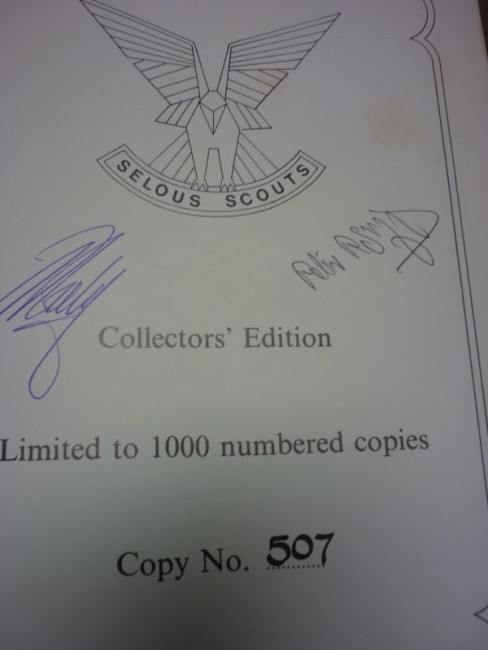 SELOUS SCOUTS
Collectors' Edition
Limited to 1000 numbered copies
Copy No. 507